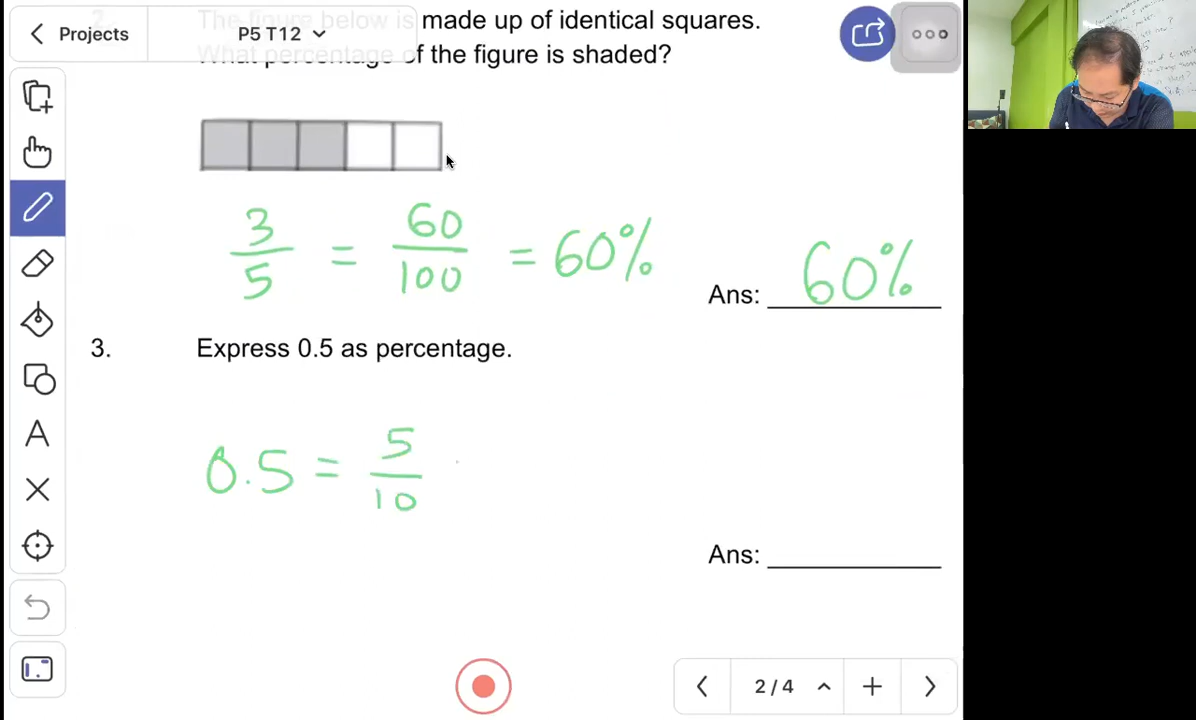 2. The figure below is made up of identical squares.
Projects
P5 T12
What percentage of the figure is shaded?
3/5 = 60/100 = 60%
Ans: 60%
3. Express 0.5 as percentage.
0.5 = 5/10
Ans:
A
2 / 4